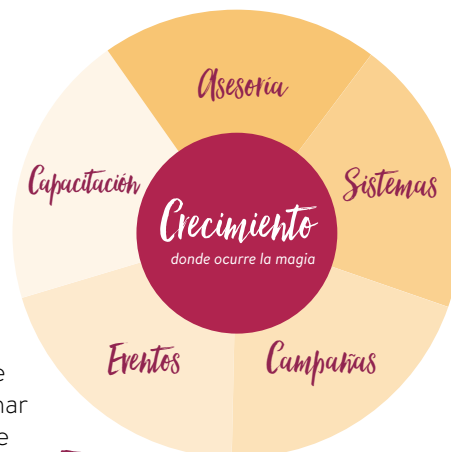 Asesoría
Sistemas
Capacitación
Crecimiento
donde ocurre la magia
Eventos
Campañas